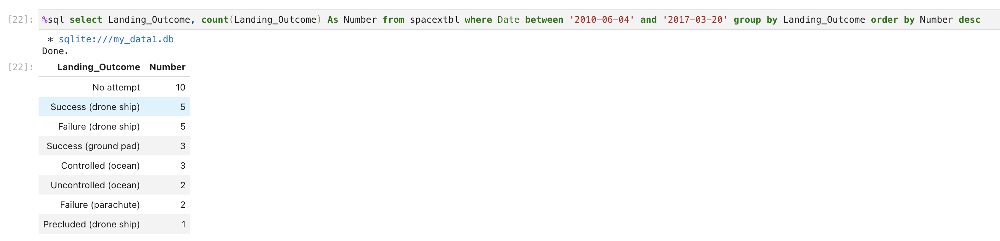 [22]: %sql select Landing_Outcome, count(Landing_Outcome) As Number from spacextbl where Date between '2010-06-04' and '2017-03-20' group by Landing_Outcome order by Number desc
* sqlite:///my_data1.db
Done.
[22]: Landing_Outcome Number
No attempt 10
Success (drone ship) 5
Failure (drone ship) 5
Success (ground pad) 3
Controlled (ocean) 3
Uncontrolled (ocean) 2
Failure (parachute) 2
Precluded (drone ship) 1